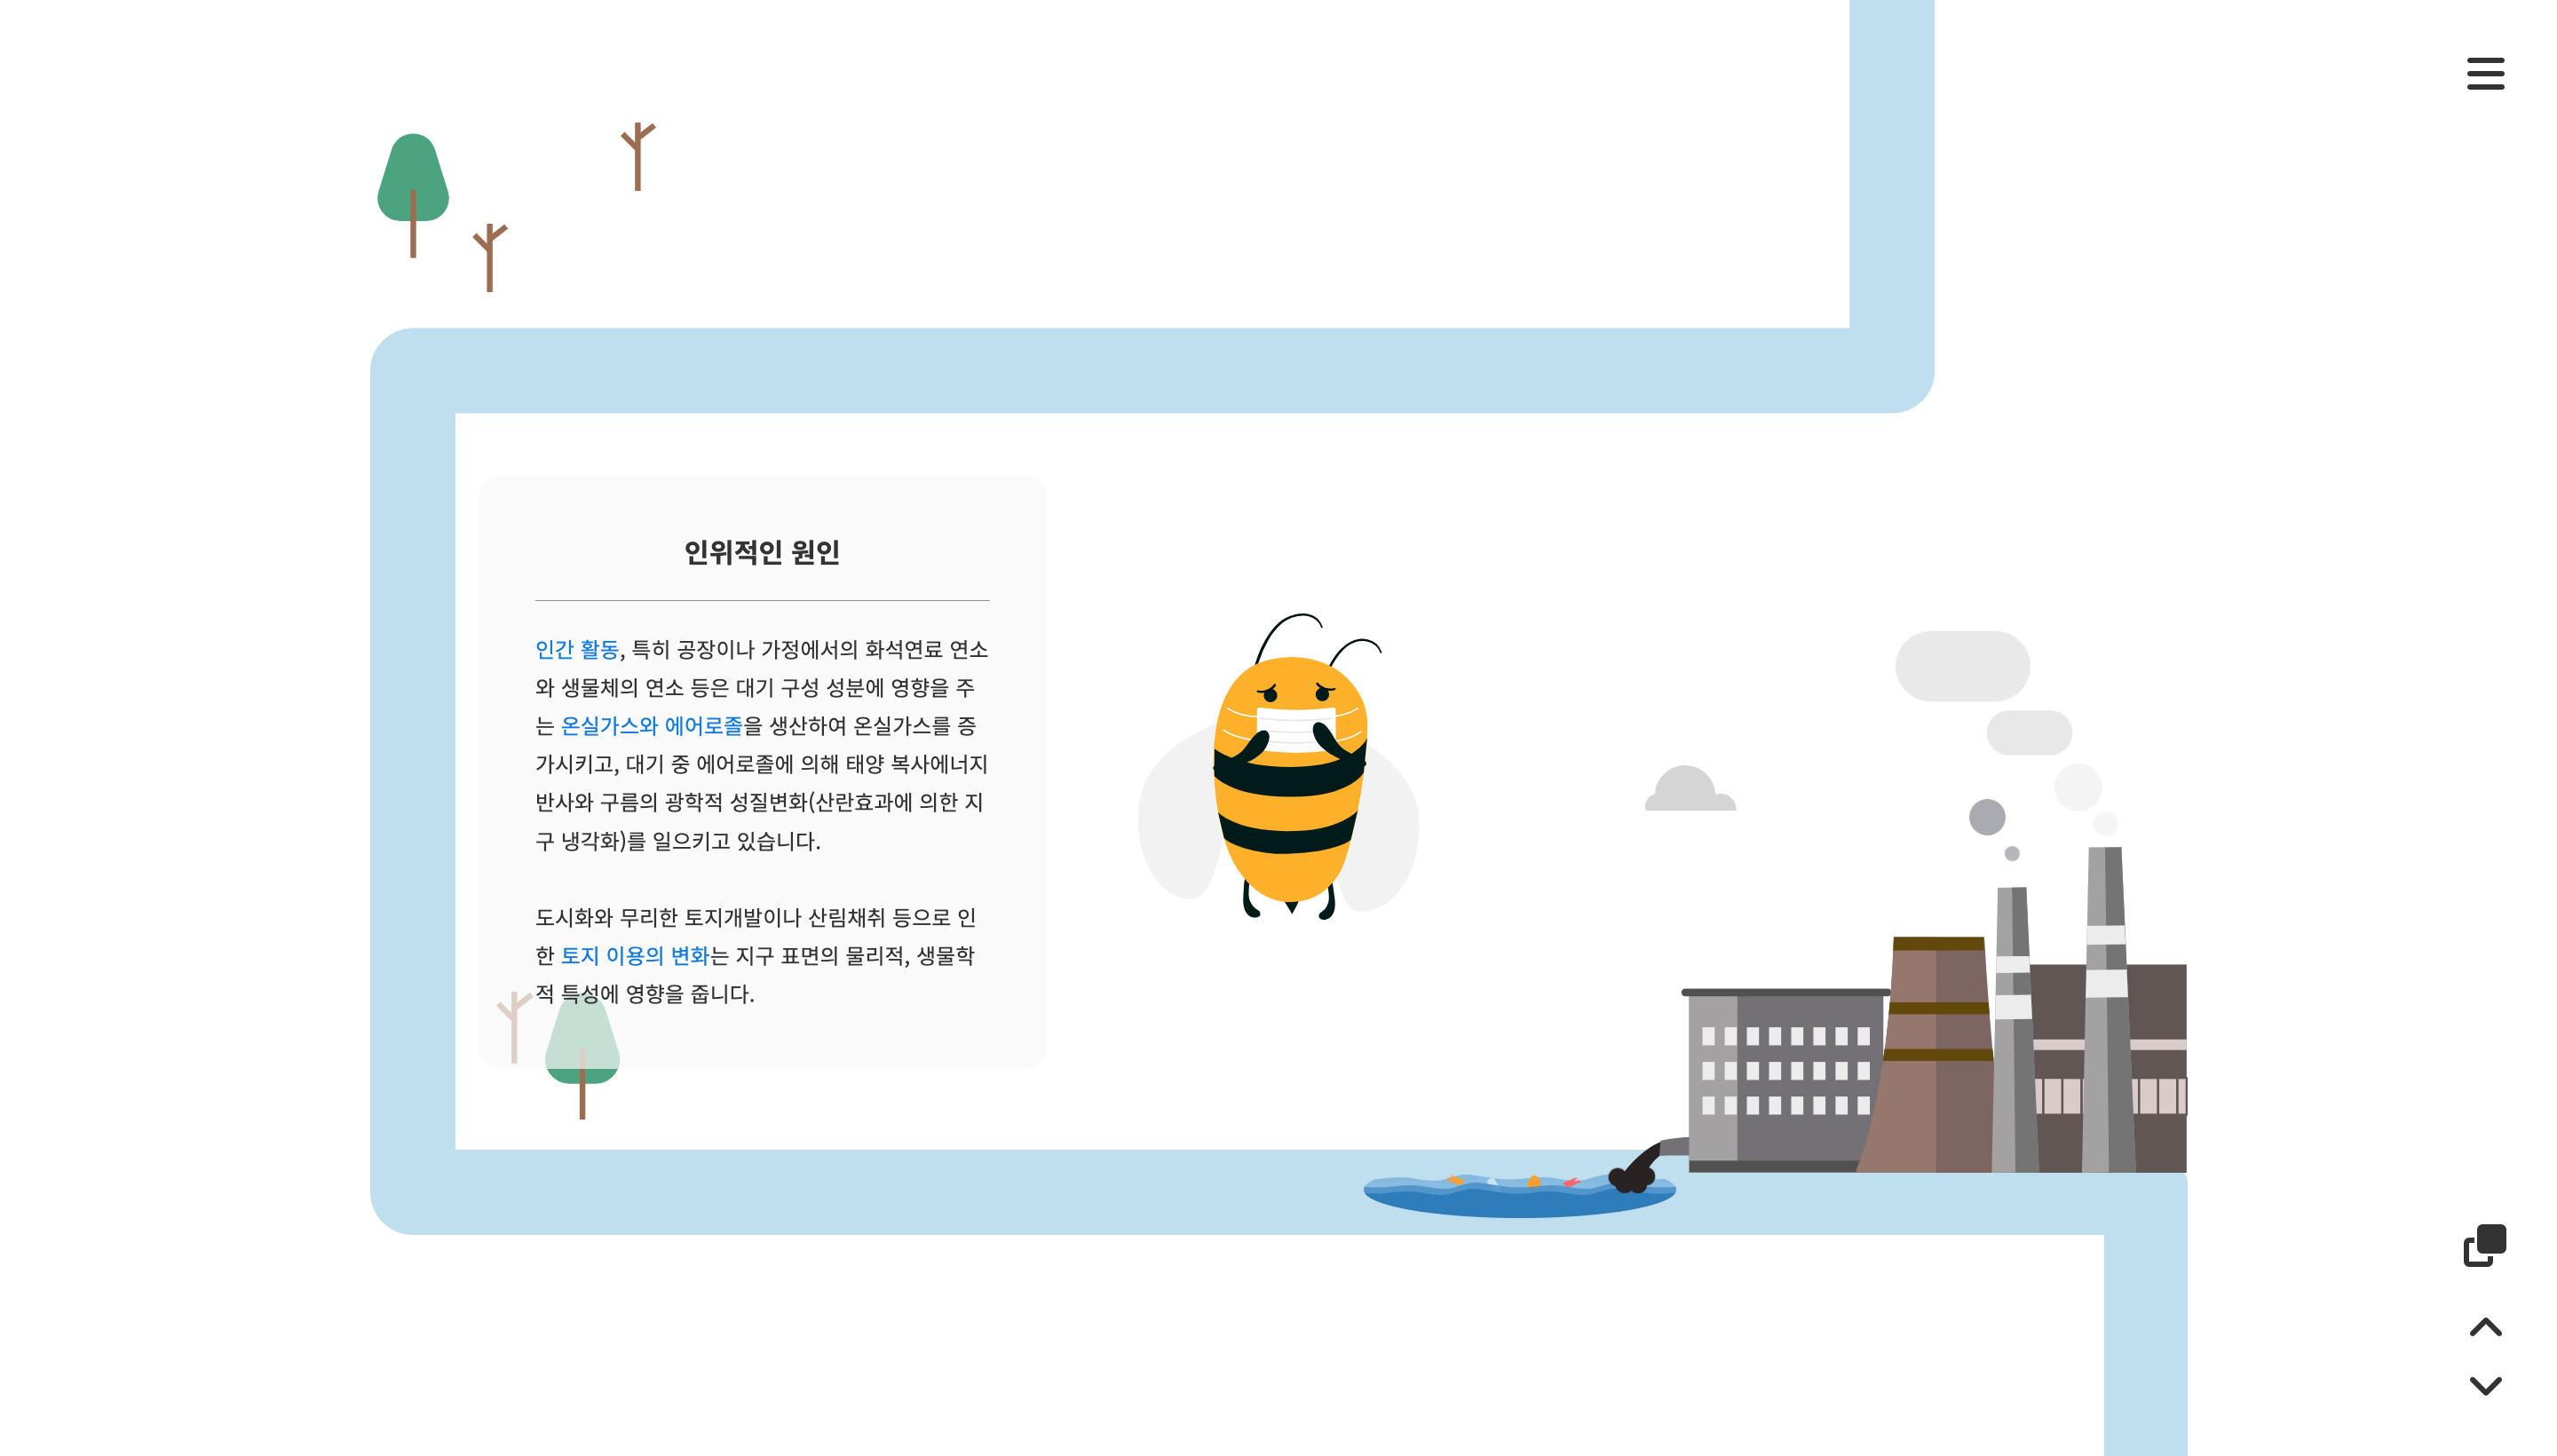 인위적인 원인
인간 활동, 특히 공장이나 가정에서의 화석연료 연소
와 생물체의 연소 등은 대기 구성 성분에 영향을 주
는 온실가스와 에어로졸을 생산하여 온실가스를 증
가시키고, 대기 중 에어로졸에 의해 태양 복사에너지
반사와 구름의 광학적 성질변화(산란효과에 의한 지
구 냉각화)를 일으키고 있습니다.
도시화와 무리한 토지개발이나 산림채취 등으로 인
한 토지 이용의 변화는 지구 표면의 물리적, 생물학
적 특성에 영향을 줍니다.